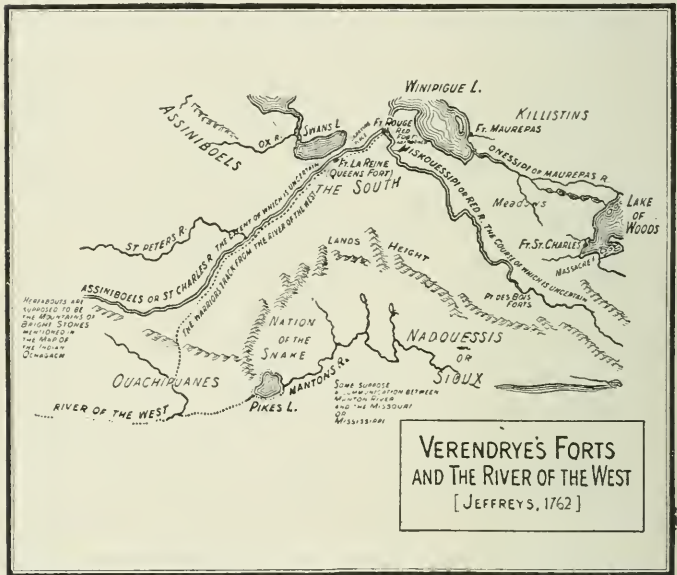 WINIPIGUE L.
KILLISTINS
ASSINIBOELS
OX R.
SWANS L
FT. ROUGE
RED
FORT
FT. MAUREPAS
ONESSIPI OR MAUREPAS R.
FT. LA REINE
(QUEENS FORT)
THE SOUTH
MISKOUESSIPI OR RED R. THE COURSE OF WHICH IS UNCERTAIN
MEADOWS
LAKE
OF
WOODS
FT. ST. CHARLES
MASSACRE
ST PETERS R.
ASSINIBOELS OR ST CHARLES R. THE EXTENT OF WHICH IS UNCERTAIN
THE WARRIORS TRACK FROM THE RIVER OF THE WEST
LANDS HEIGHT
PT DES BOIS
FORTS
HEREABOUTS ARE
SUPPOSED TO BE
THE MOUNTAINS OF
BRIGHT STONES
MENTIONED IN
THE MAP OF
THE INDIAN
OCHAGACH
NATION
OF THE
SNAKE
NADOUESSIS
OR
SIOUX
OUACHIPUANES
MANTONS R.
PIKES L.
RIVER OF THE WEST
SOME SUPPOSE
A COMMUNICATION BETWEEN
MANTON RIVER
AND THE MISSOURI
OR
MISSISSIPPI
VERENDRYE'S FORTS
AND THE RIVER OF THE WEST
[JEFFREYS, 1762]